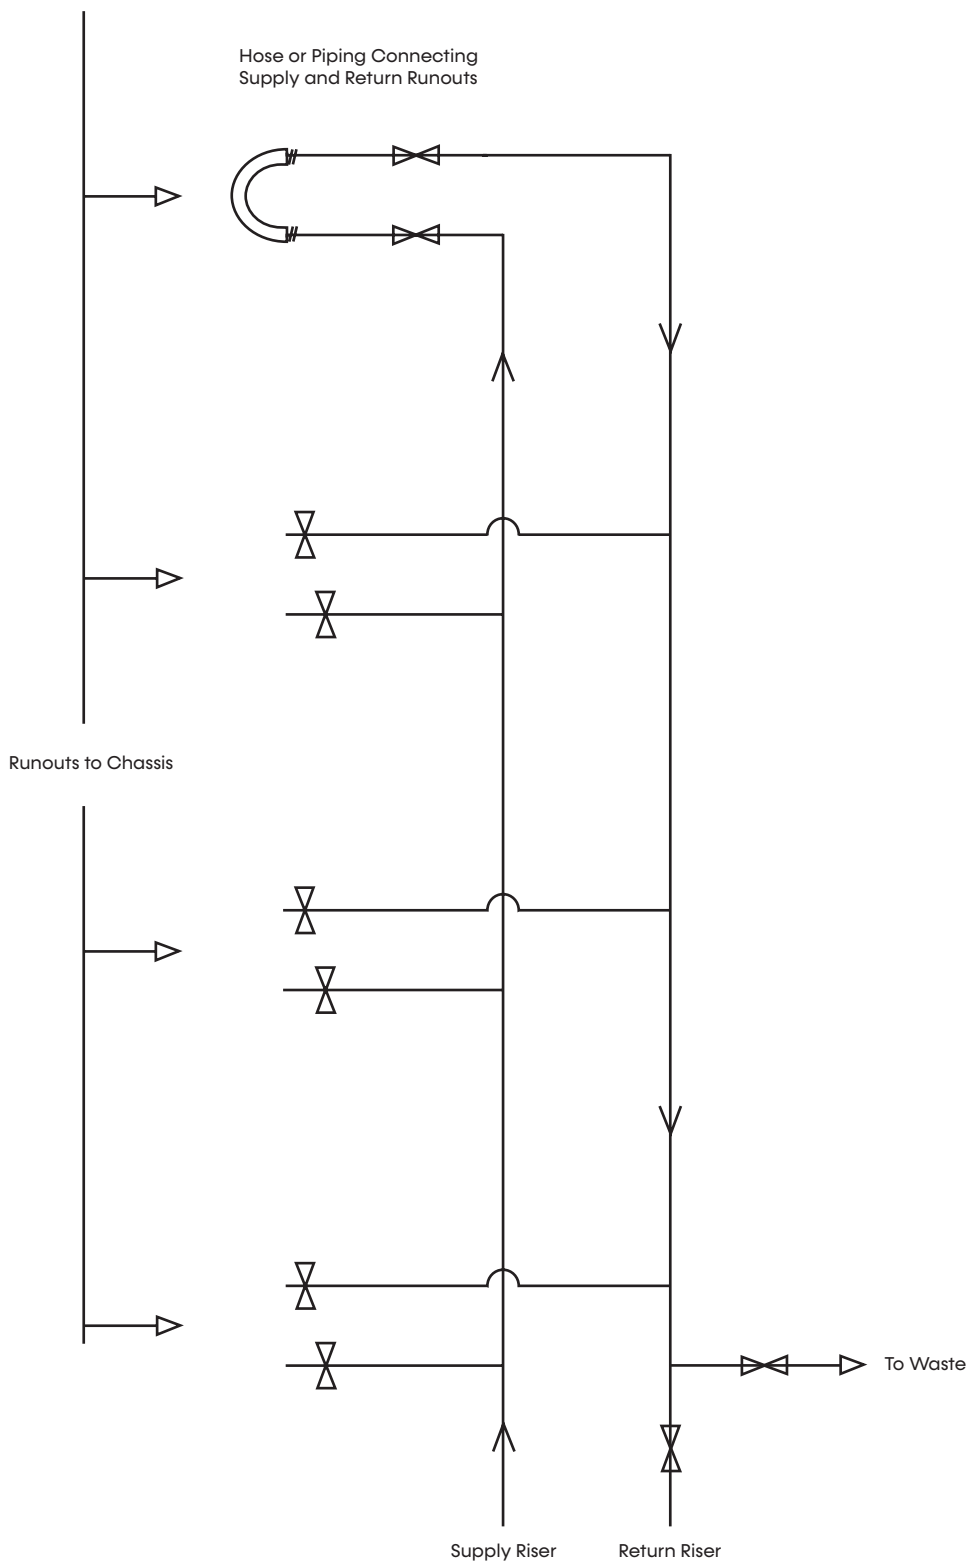 Hose or Piping Connecting
Supply and Return Runouts
Runouts to Chassis
To Waste
Supply Riser
Return Riser